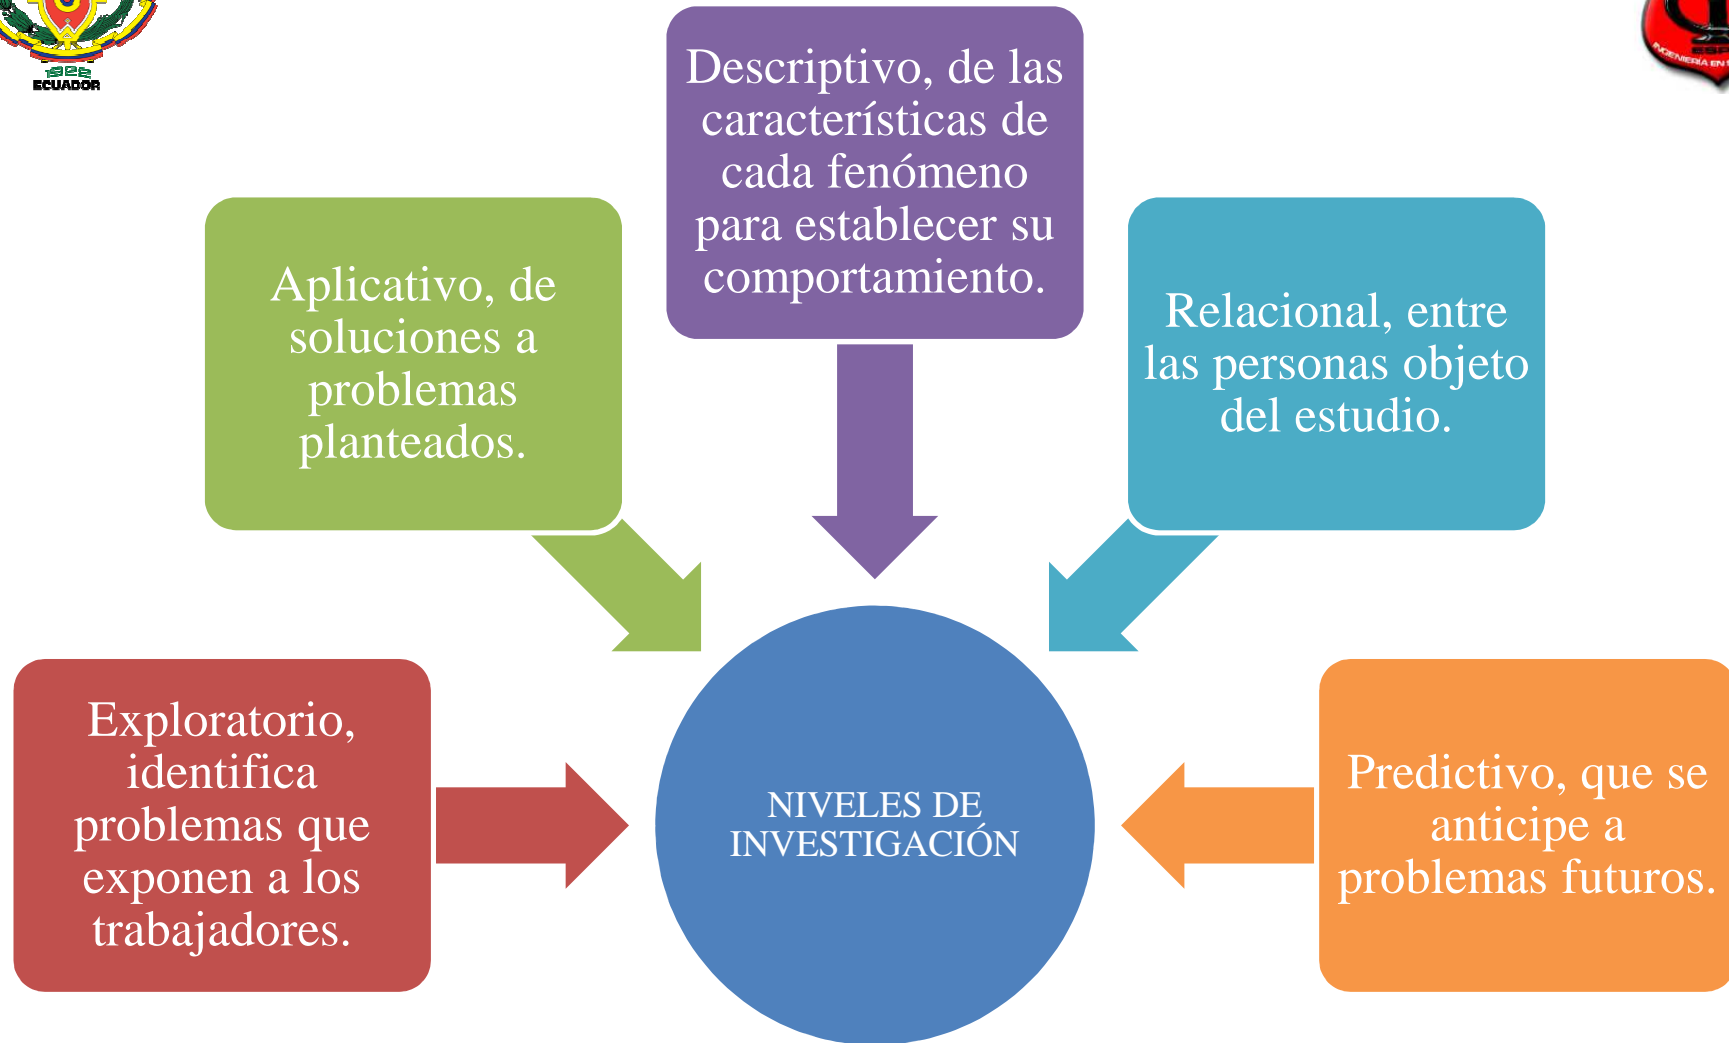 1922
ECUADOR
ESPE
Descriptivo, de las
características de
cada fenómeno
para establecer su
comportamiento.
Aplicativo, de
soluciones a
problemas
planteados.
Relacional, entre
las personas objeto
del estudio.
Exploratorio,
identifica
problemas que
exponen a los
trabajadores.
NIVELES DE
INVESTIGACIÓN
Predictivo, que se
anticipe a
problemas futuros.